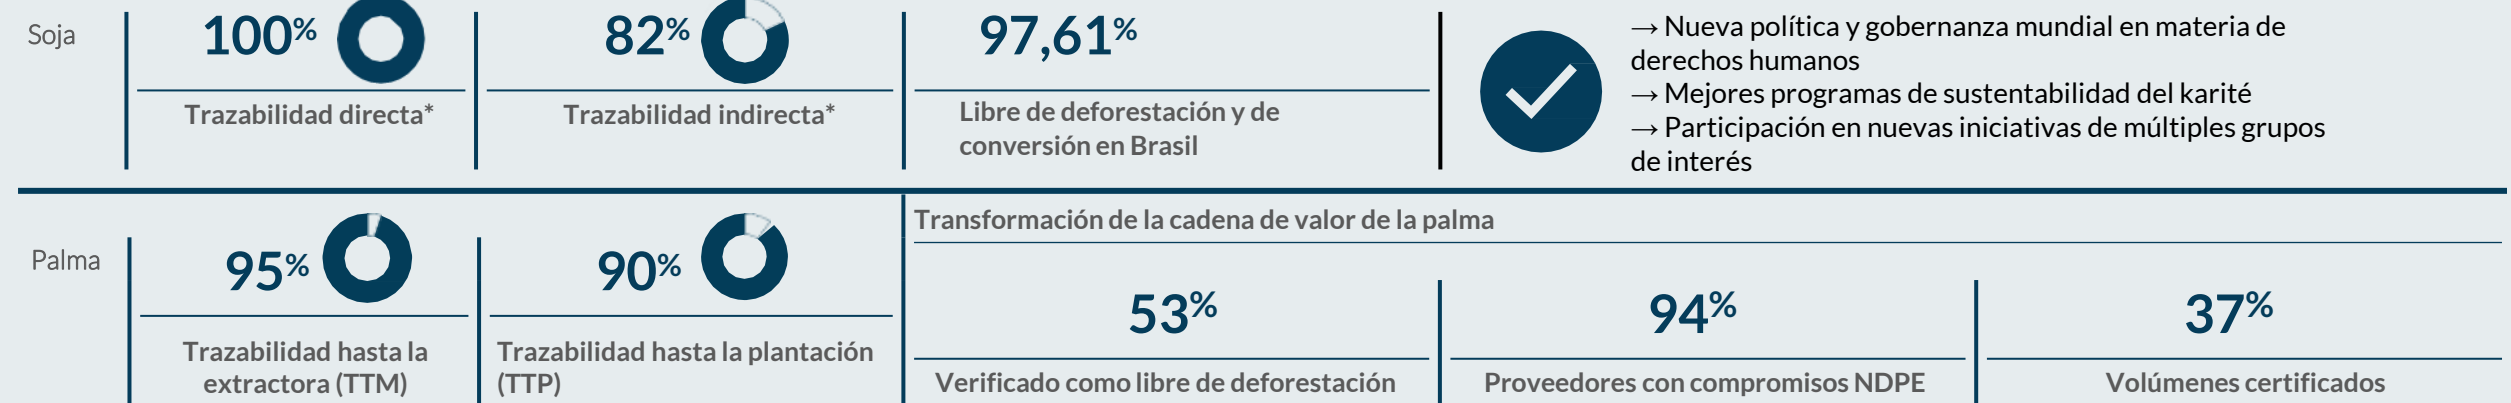 Soja
100%
Trazabilidad directa*
82%
Trazabilidad indirecta*
97,61%
Libre de deforestación y de
conversión en Brasil
→ Nueva política y gobernanza mundial en materia de
derechos humanos
→ Mejores programas de sustentabilidad del karité
→ Participación en nuevas iniciativas de múltiples grupos
de interés
Palma
95%
Trazabilidad hasta la
extractora (TTM)
90%
Trazabilidad hasta la plantación
(TTP)
Transformación de la cadena de valor de la palma
53%
Verificado como libre de deforestación
94%
Proveedores con compromisos NDPE
37%
Volúmenes certificados